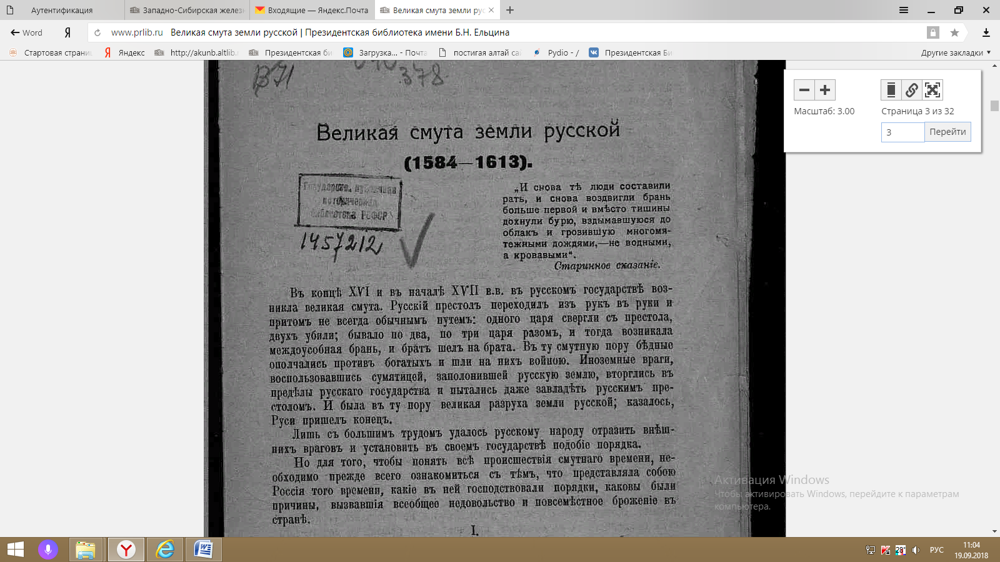 Аутентификация
Западно-Сибирская желез
Входящие — Яндекс.Почта
Великая смута земли рус
Word
www.prlib.ru Великая смута земли русской | Президентская библиотека имени Б.Н. Ельцина
Стартовая страни
Яндекс
http://akunb.altlib.
Президентская би
Загрузка... - Почта
постигая алтай сай
Pydio - /
Президентская Би
Другие закладки
В71
378
Масштаб: 3.00
Страница 3 из 32
3
Перейти
Великая смута земли русской
(1584—1613).
Государств. публичная
историческая
библиотека РСФСР
1457212
„И снова тѣ люди составили
рать, и снова воздвигли брань
больше первой и вмѣсто тишины
дохнули бурю, вздымавшуюся до
облакъ и грозившую многомя-
тежными дождями,—не водными,
а кровавыми“.
Старинное сказаніе.
Въ концѣ XVI и въ началѣ XVII в.в. въ русскомъ государствѣ воз-
никла великая смута. Русскій престолъ переходилъ изъ рукъ въ руки и
притомъ не всегда обычнымъ путемъ: одного царя свергли съ престола,
двухъ убили; бывало по два, по три царя разомъ, и тогда возникала
междоусобная брань, и братъ шелъ на брата. Въ ту смутную пору бѣдные
ополчались противъ богатыхъ и шли на нихъ войною. Иноземные враги,
воспользовавшись сумятицей, заполонившей русскую землю, вторглись въ
предѣлы русскаго государства и пытались даже завладѣть русскимъ пре-
столомъ. И была въ ту пору великая разруха земли русской; казалось,
Руси пришелъ конецъ.
Лишь съ большимъ трудомъ удалось русскому народу отразить внѣш-
нихъ враговъ и установить въ своемъ государствѣ подобіе порядка.
Но для того, чтобы понять всѣ происшествія смутнаго времени, не-
обходимо прежде всего ознакомиться съ тѣмъ, что представляла собою
Россія того времени, какіе въ ней господствовали порядки, каковы были
причины, вызвавшія всеобщее недовольство и повсемѣстное броженіе въ
странѣ.
I.
Активация Windows
Чтобы активировать Windows, перейдите к параметрам
компьютера.
28°
РУС
11:04
19.09.2018